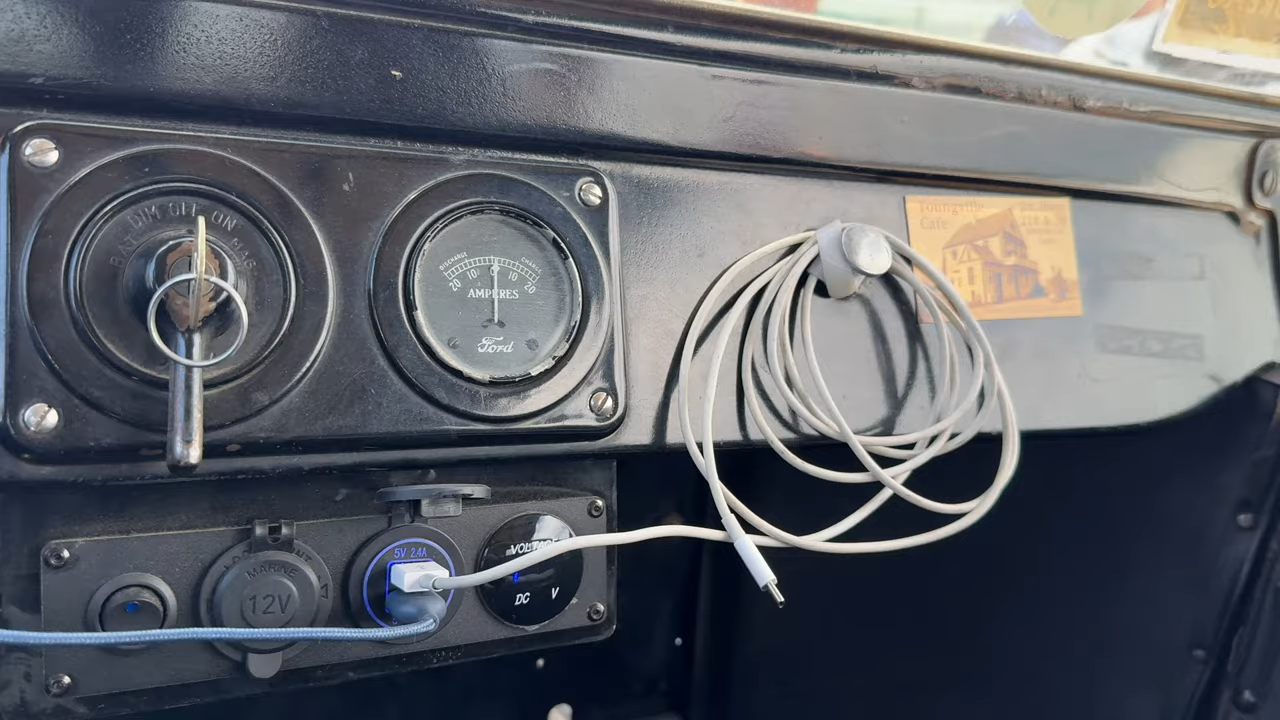 BAT DIM OFF ON MAG
DISCHARGE CHARGE
20 10 0 10 20
AMPERES
Ford
Youngville
Cafe
MARINE
12V
5V 2.4A
VOLTAGE
DC V